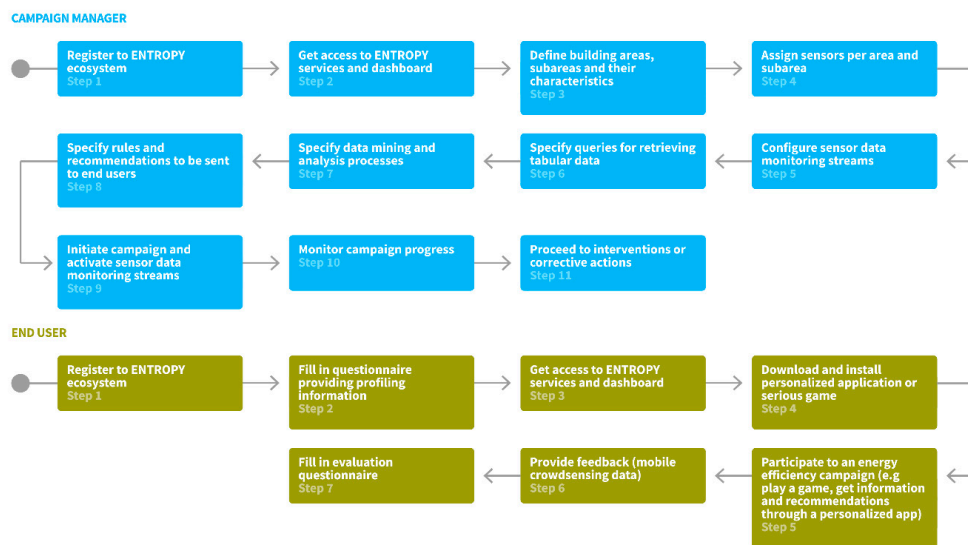 CAMPAIGN MANAGER
Register to ENTROPY
ecosystem
Step 1
Get access to ENTROPY
services and dashboard
Step 2
Define building areas,
subareas and their
characteristics
Step 3
Assign sensors per area and
subarea
Step 4
Configure sensor data
monitoring streams
Step 5
Specify queries for retrieving
tabular data
Step 6
Specify data mining and
analysis processes
Step 7
Specify rules and
recommendations to be sent
to end users
Step 8
Initiate campaign and
activate sensor data
monitoring streams
Step 9
Monitor campaign progress
Step 10
Proceed to interventions or
corrective actions
Step 11
END USER
Register to ENTROPY
ecosystem
Step 1
Fill in questionnaire
providing profiling
information
Step 2
Get access to ENTROPY
services and dashboard
Step 3
Download and install
personalized application or
serious game
Step 4
Participate to an energy
efficiency campaign (e.g
play a game, get information
and recommendations
through a personalized app)
Step 5
Provide feedback (mobile
crowdsensing data)
Step 6
Fill in evaluation
questionnaire
Step 7